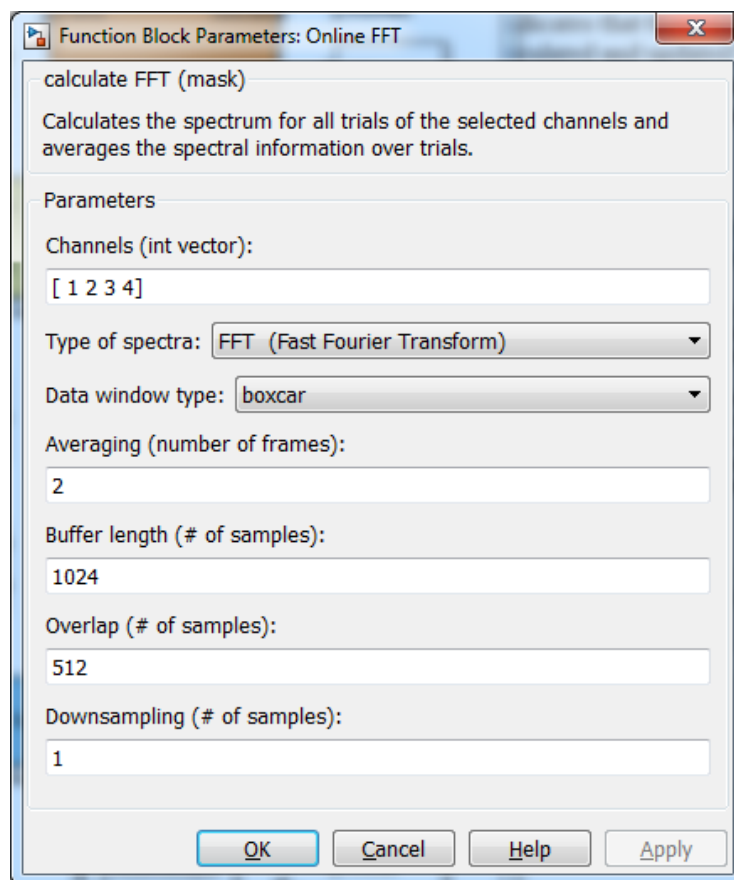 Function Block Parameters: Online FFT
calculate FFT (mask)
Calculates the spectrum for all trials of the selected channels and
averages the spectral information over trials.
Parameters
Channels (int vector):
[ 1 2 3 4]
Type of spectra: FFT (Fast Fourier Transform)
Data window type: boxcar
Averaging (number of frames):
2
Buffer length (# of samples):
1024
Overlap (# of samples):
512
Downsampling (# of samples):
1
OK Cancel Help Apply